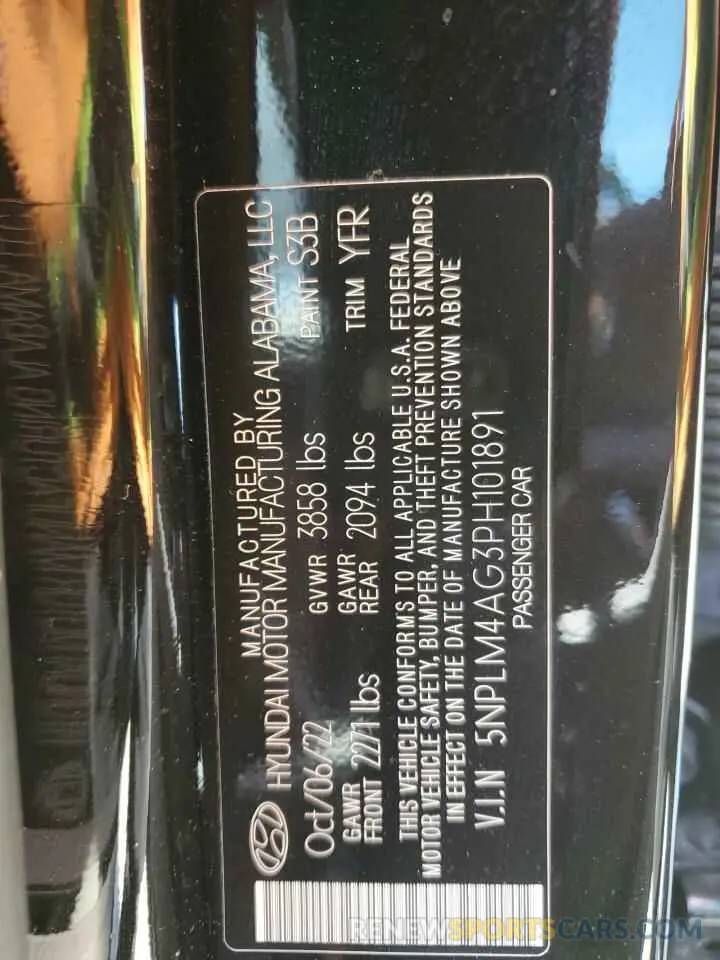 MANUFACTURED BY
HYUNDAI MOTOR MANUFACTURING ALABAMA, LLC
Oct/06/22 GVWR 3858 lbs PAINT S3B
GAWR FRONT 2271 lbs GAWR REAR 2094 lbs TRIM YFR
THIS VEHICLE CONFORMS TO ALL APPLICABLE U.S.A. FEDERAL
MOTOR VEHICLE SAFETY, BUMPER, AND THEFT PREVENTION STANDARDS
IN EFFECT ON THE DATE OF MANUFACTURE SHOWN ABOVE
V.I.N 5NPLM4AG3PH101891
PASSENGER CAR
RENEWSPORTSCARS.COM